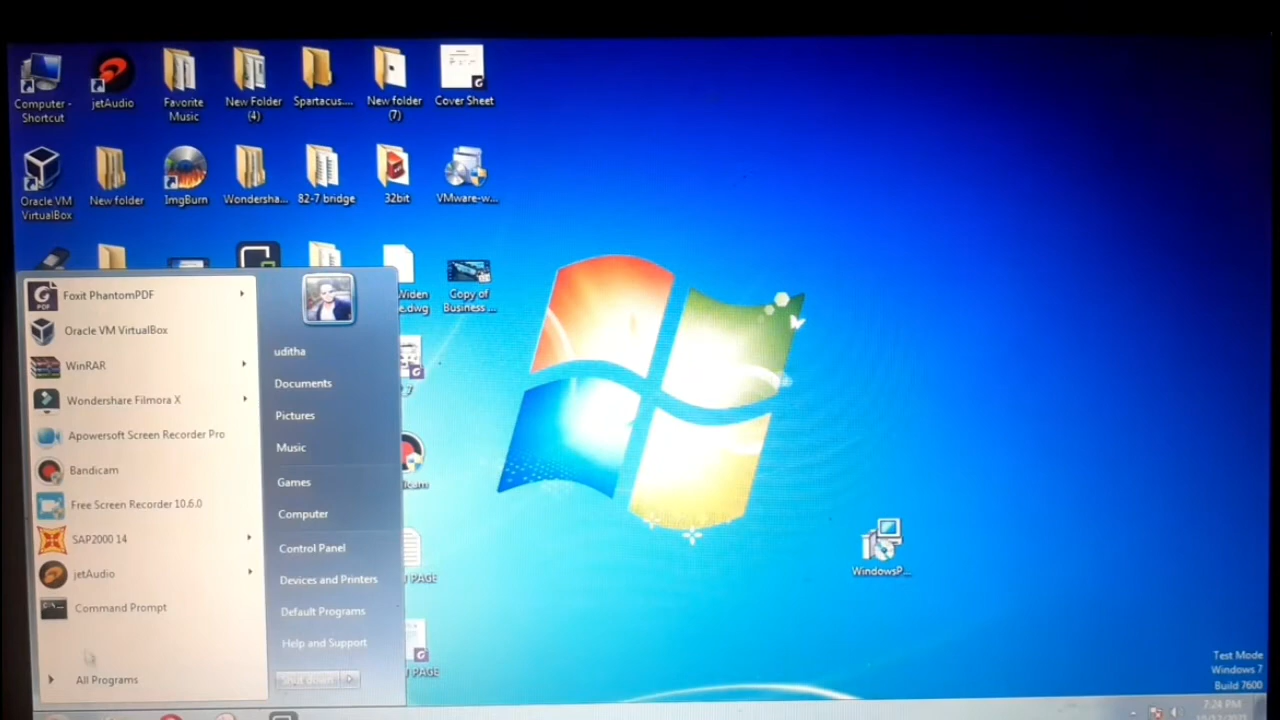 Computer -
Shortcut
jetAudio
Favorite
Music
New Folder
(4)
Spartacus....
New folder
(7)
Cover Sheet
Oracle VM
VirtualBox
New folder
ImgBurn
Wondersha...
82-7 bridge
32bit
VMware-w...
Widen
e.dwg
Copy of
Business ...
Foxit PhantomPDF
Oracle VM VirtualBox
WinRAR
Wondershare Filmora X
Apowersoft Screen Recorder Pro
Bandicam
Free Screen Recorder 10.6.0
SAP2000 14
jetAudio
Command Prompt
All Programs
uditha
Documents
Pictures
Music
Games
Computer
Control Panel
Devices and Printers
Default Programs
Help and Support
Shut down
PAGE
PAGE
WindowsP...
Test Mode
Windows 7
Build 7600
7:24 PM